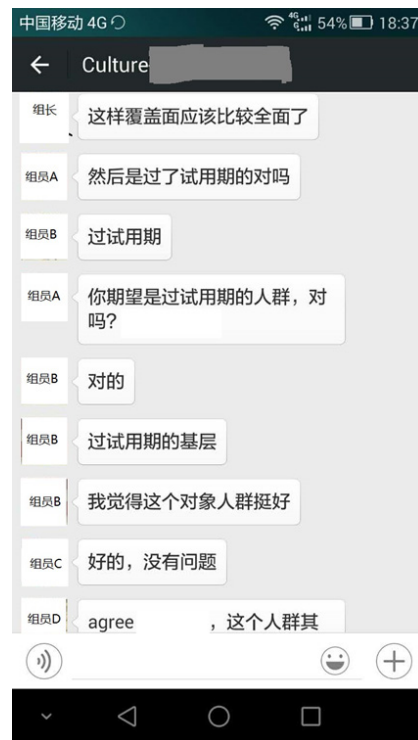 中国移动 4G 4G 54% 18:37
Culture
组长
这样覆盖面应该比较全面了
组员A
然后是过了试用期的对吗
组员B
过试用期
组员A
你期望是过试用期的人群，对
吗?
组员B
对的
组员B
过试用期的基层
组员B
我觉得这个对象人群挺好
组员C
好的，没有问题
组员D
agree ，这个人群其